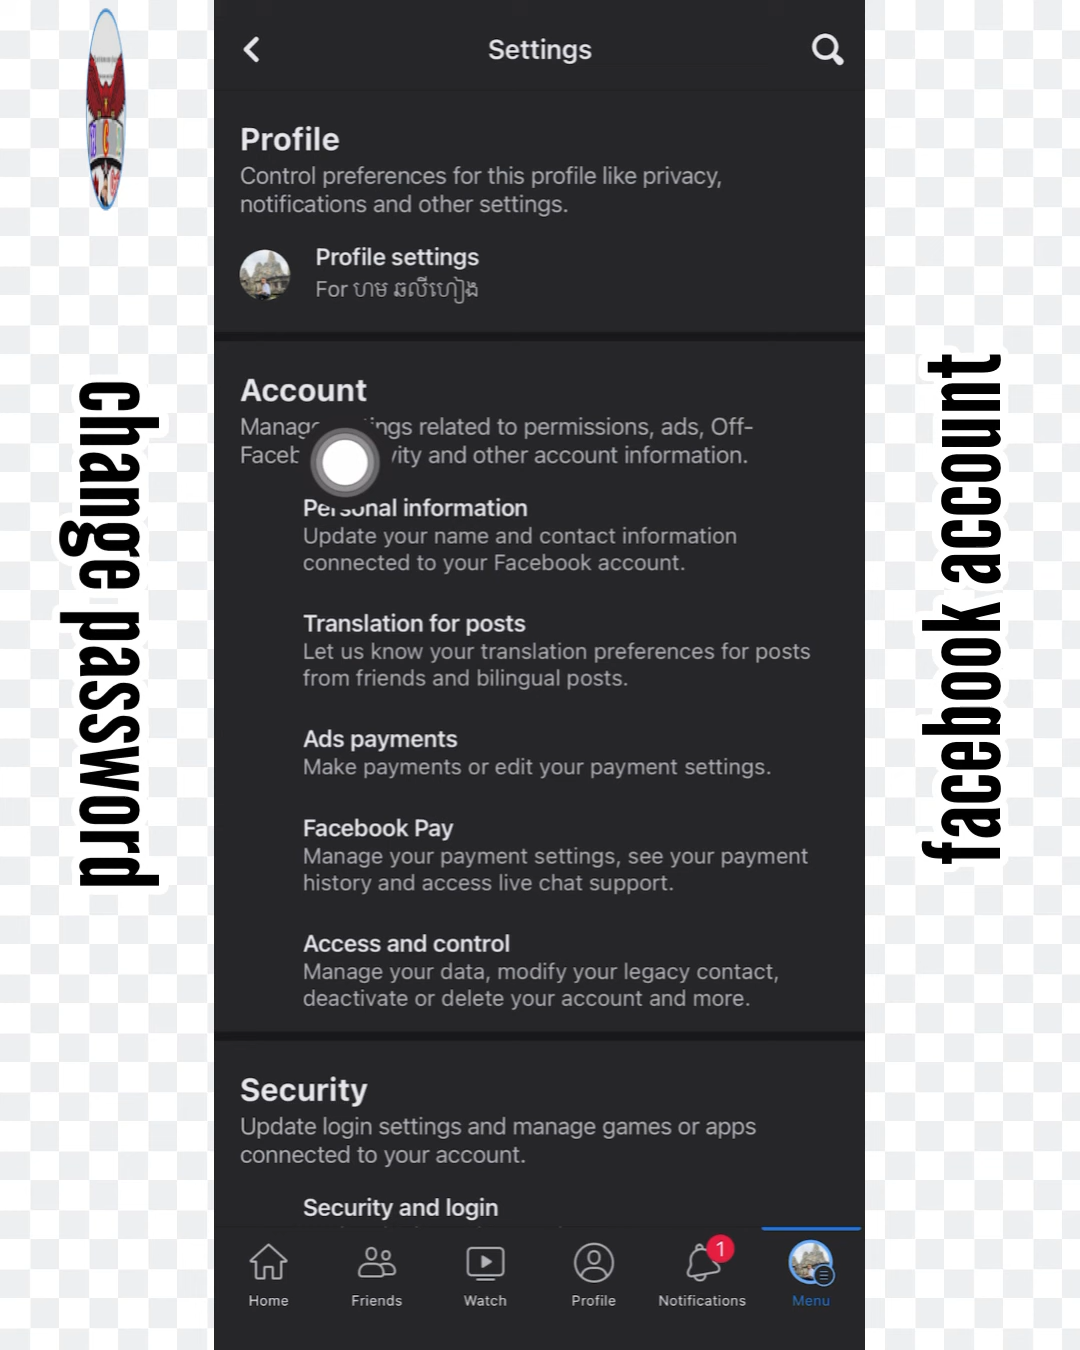 Settings
Profile
Control preferences for this profile like privacy,
notifications and other settings.
Profile settings
For ហម ឆលីហៀង
Account
related to permissions, ads, Off-
and other account information.
Personal information
Update your name and contact information
connected to your Facebook account.
Translation for posts
Let us know your translation preferences for posts
from friends and bilingual posts.
Ads payments
Make payments or edit your payment settings.
Facebook Pay
Manage your payment settings, see your payment
history and access live chat support.
Access and control
Manage your data, modify your legacy contact,
deactivate or delete your account and more.
Security
Update login settings and manage games or apps
connected to your account.
Security and login
Home
Friends
Watch
Profile
1
Notifications
Menu
change password
facebook account